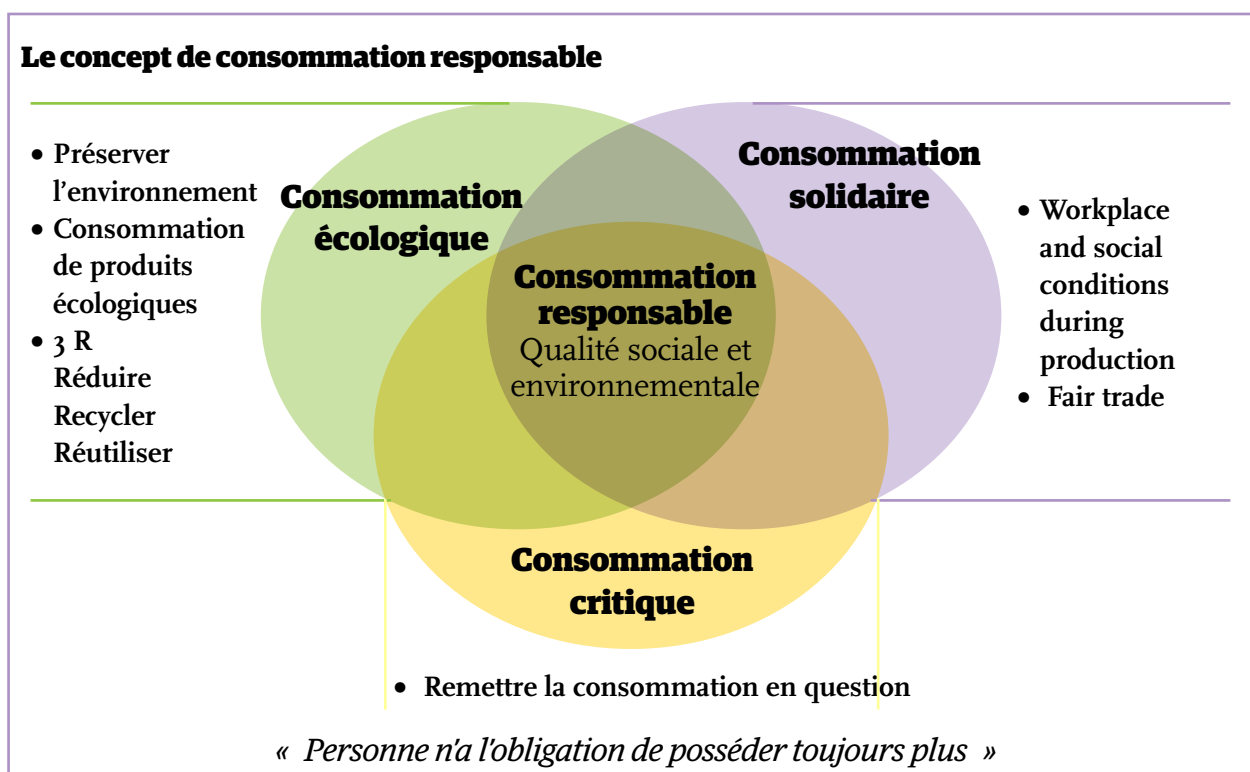 Le concept de consommation responsable
• Préserver
l'environnement
• Consommation
de produits
écologiques
• 3 R
Réduire
Recycler
Réutiliser
Consommation
écologique
Consommation
solidaire
• Workplace
and social
conditions
during
production
• Fair trade
Consommation
responsable
Qualité sociale et
environnementale
Consommation
critique
• Remettre la consommation en question
« Personne n'a l'obligation de posséder toujours plus »